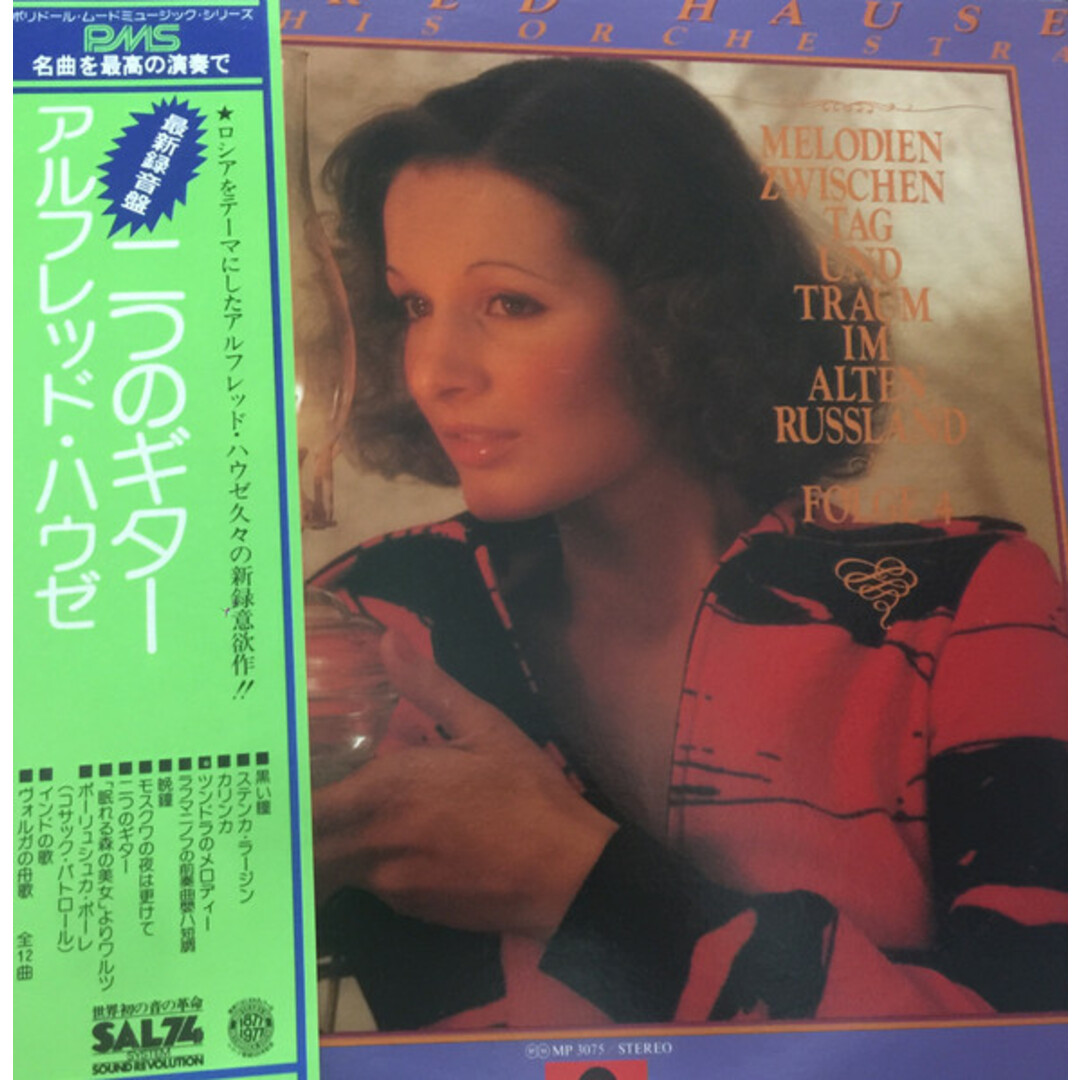 ポリドール・ムードミュージック・シリーズ
PMS
名曲を最高の演奏で
★ロシアをテーマにしたアルフレッド・ハウゼ久々の新録意欲作!!
最新録音盤
二つのギター
アルフレッド・ハウゼ
■黒い瞳
■ステンカ・ラージン
■カリンカ
■ツンドラのメロディー
■ラフマニノフの前奏曲嬰ハ短調
■晩鐘
■モスクワの夜は更けて
■二つのギター
■「眠れる森の美女」よりワルツ
■ポーリュシュカ・ポーレ
(コサック・パトロール)
■インドの歌
■ヴォルガの舟歌 全12曲
世界初の音の革命
SAL74
SYSTEM
SOUND REVOLUTION
1877
1977
HAUSE
HIS ORCHESTRA
MELODIEN
ZWISCHEN
TAG
UND
TRAUM
IM
ALTEN
RUSSLAND
FOLGE 4
MP 3075 / STEREO